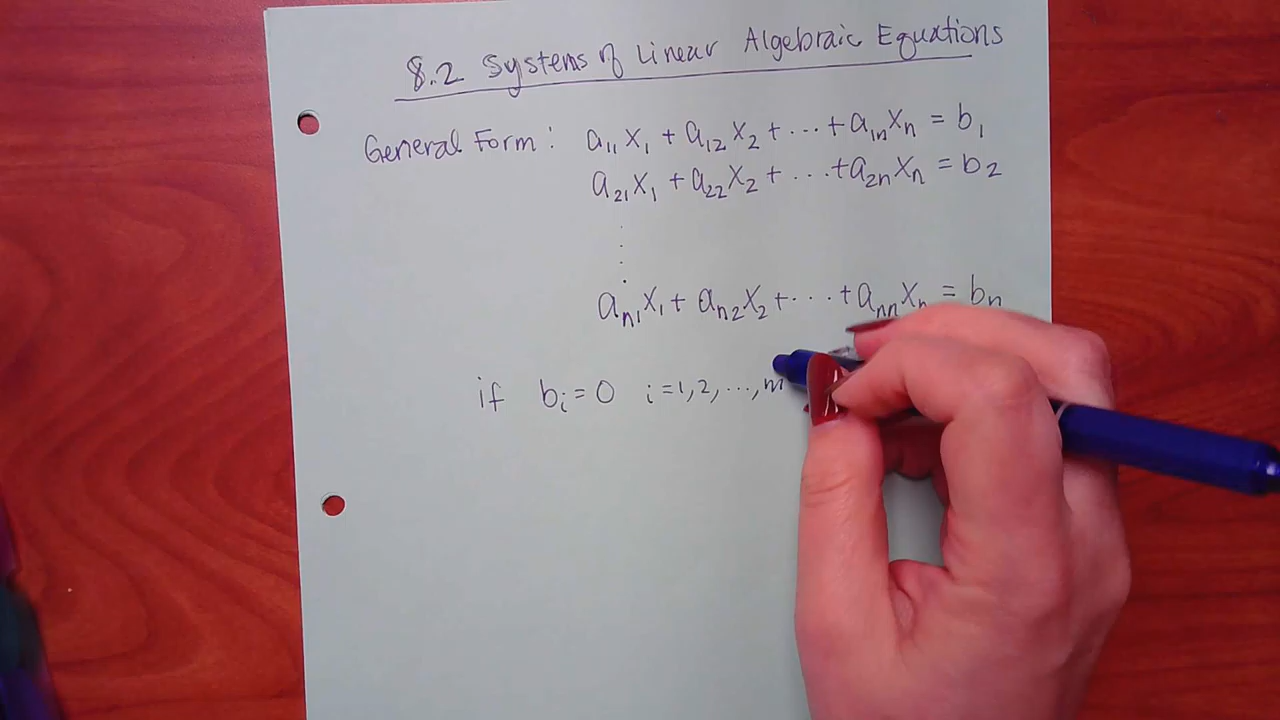 8.2 Systems of Linear Algebraic Equations
General Form: a₁₁x₁ + a₁₂x₂ + ... + a₁ₙxₙ = b₁
a₂₁x₁ + a₂₂x₂ + ... + a₂ₙxₙ = b₂
⋮
aₙ₁x₁ + aₙ₂x₂ + ... + aₙₙxₙ = bₙ
if bᵢ = 0 i = 1, 2, ..., m